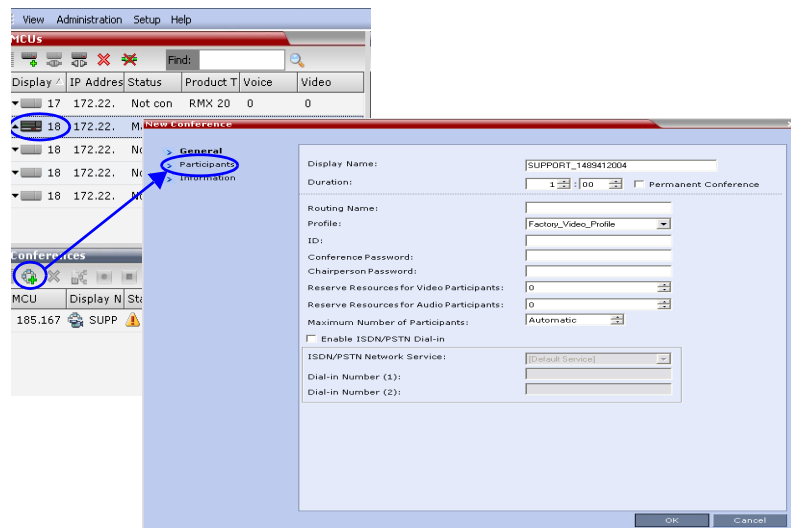 View Administration Setup Help
MCUs
Find:
Display IP Addres Status Product T Voice Video
17 172.22. Not con RMX 20 0 0
18 172.22. M
18 172.22. No
18 172.22. No
18 172.22. No
Conferences
MCU Display N Sta
185.167 SUPP
New Conference
General
Participants
Information
Display Name: SUPPORT_1489412004
Duration: 1 : 00 Permanent Conference
Routing Name:
Profile: Factory_Video_Profile
ID:
Conference Password:
Chairperson Password:
Reserve Resources for Video Participants: 0
Reserve Resources for Audio Participants: 0
Maximum Number of Participants: Automatic
Enable ISDN/PSTN Dial-in
ISDN/PSTN Network Service: [Default Service]
Dial-in Number (1):
Dial-in Number (2):
OK Cancel